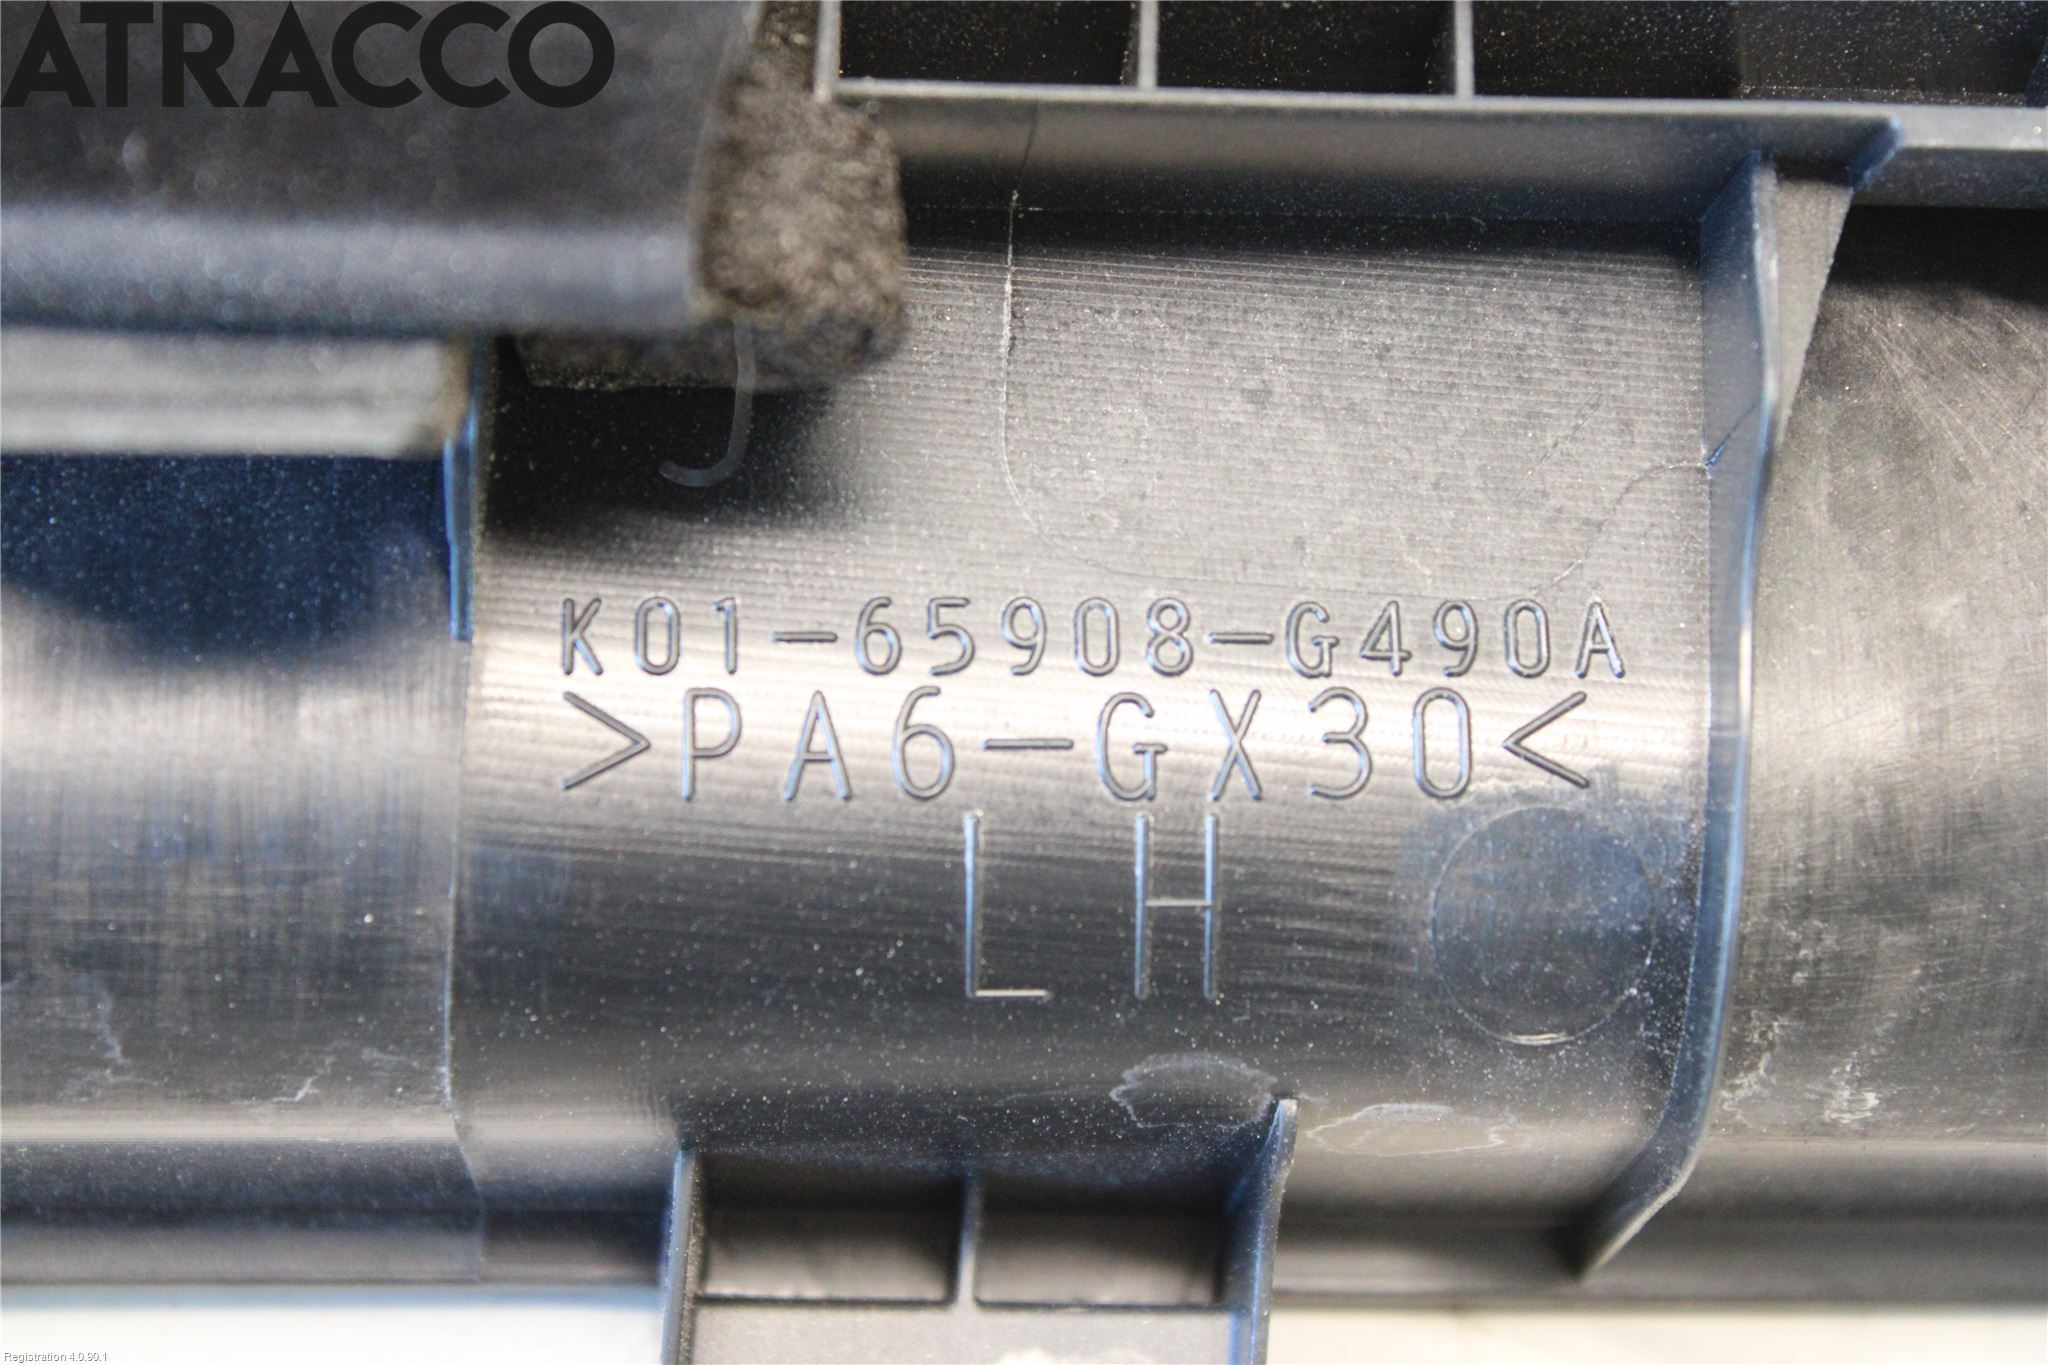 ATRACCO
K01-65908-G490A
>PA6-GX30<
LH
Registration 4.0.90.1